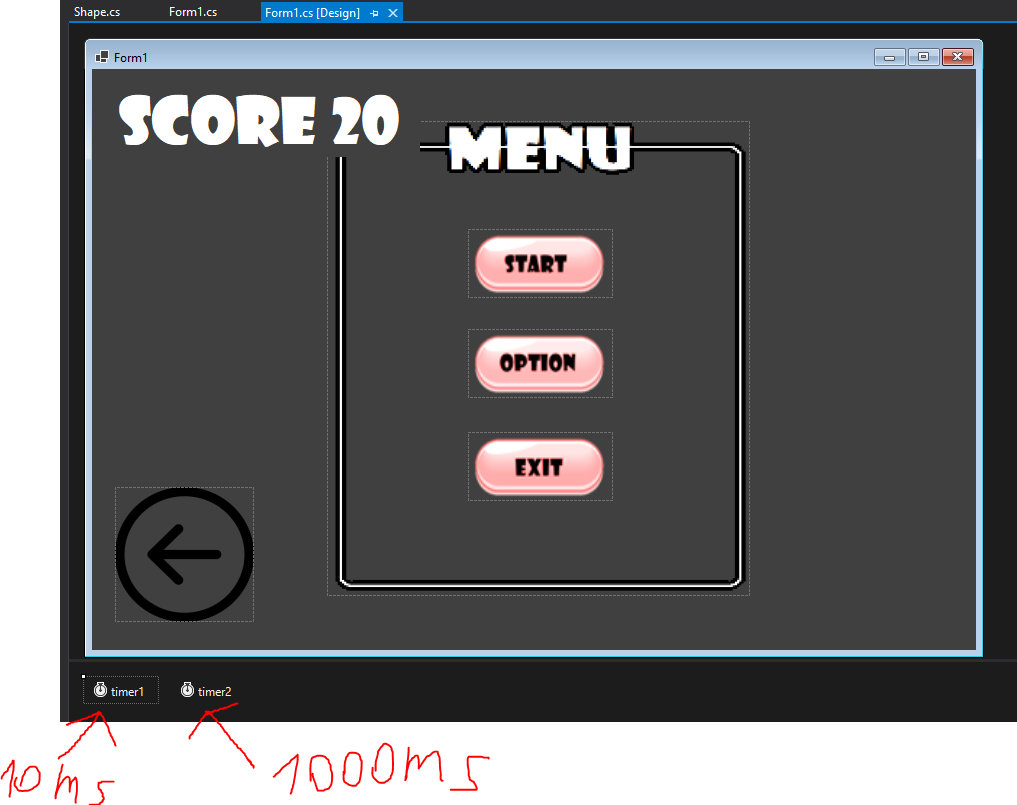 Shape.cs Form1.cs Form1.cs [Design]
Form1
SCORE 20
MENU
START
OPTION
EXIT
timer1 timer2
10ms 1000ms